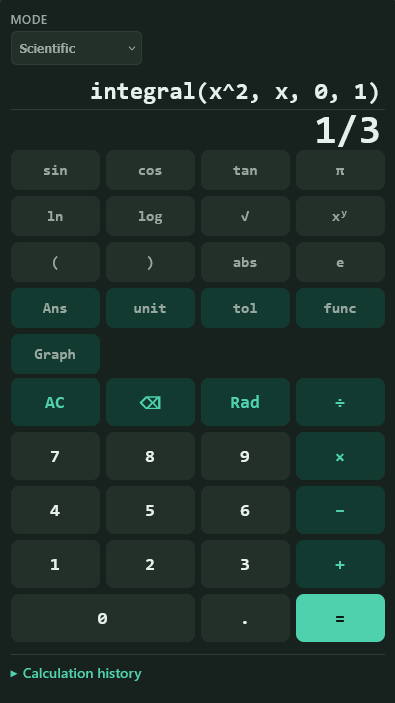 MODE
Scientific
integral(x^2, x, 0, 1)
1/3
sin cos tan π
ln log √ xʸ
( ) abs e
Ans unit tol func
Graph
AC ⌫ Rad ÷
7 8 9 ×
4 5 6 −
1 2 3 +
0 . =
▸ Calculation history